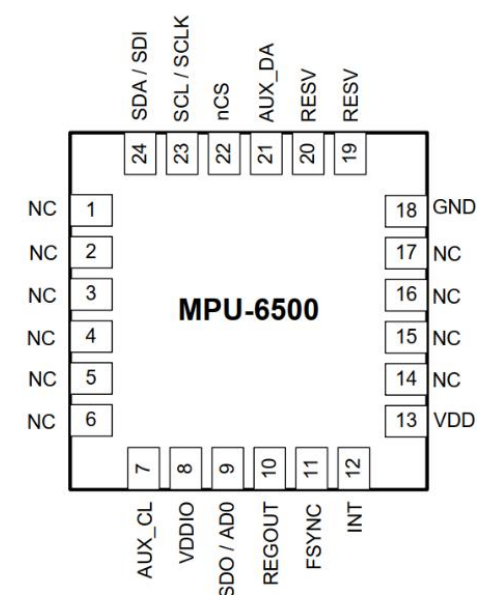 SDA / SDI
SCL / SCLK
nCS
AUX_DA
RESV
RESV
24
23
22
21
20
19
NC 1
18 GND
NC 2
17 NC
NC 3
16 NC
MPU-6500
NC 4
15 NC
NC 5
14 NC
NC 6
13 VDD
7
8
9
10
11
12
AUX_CL
VDDIO
SDO / AD0
REGOUT
FSYNC
INT